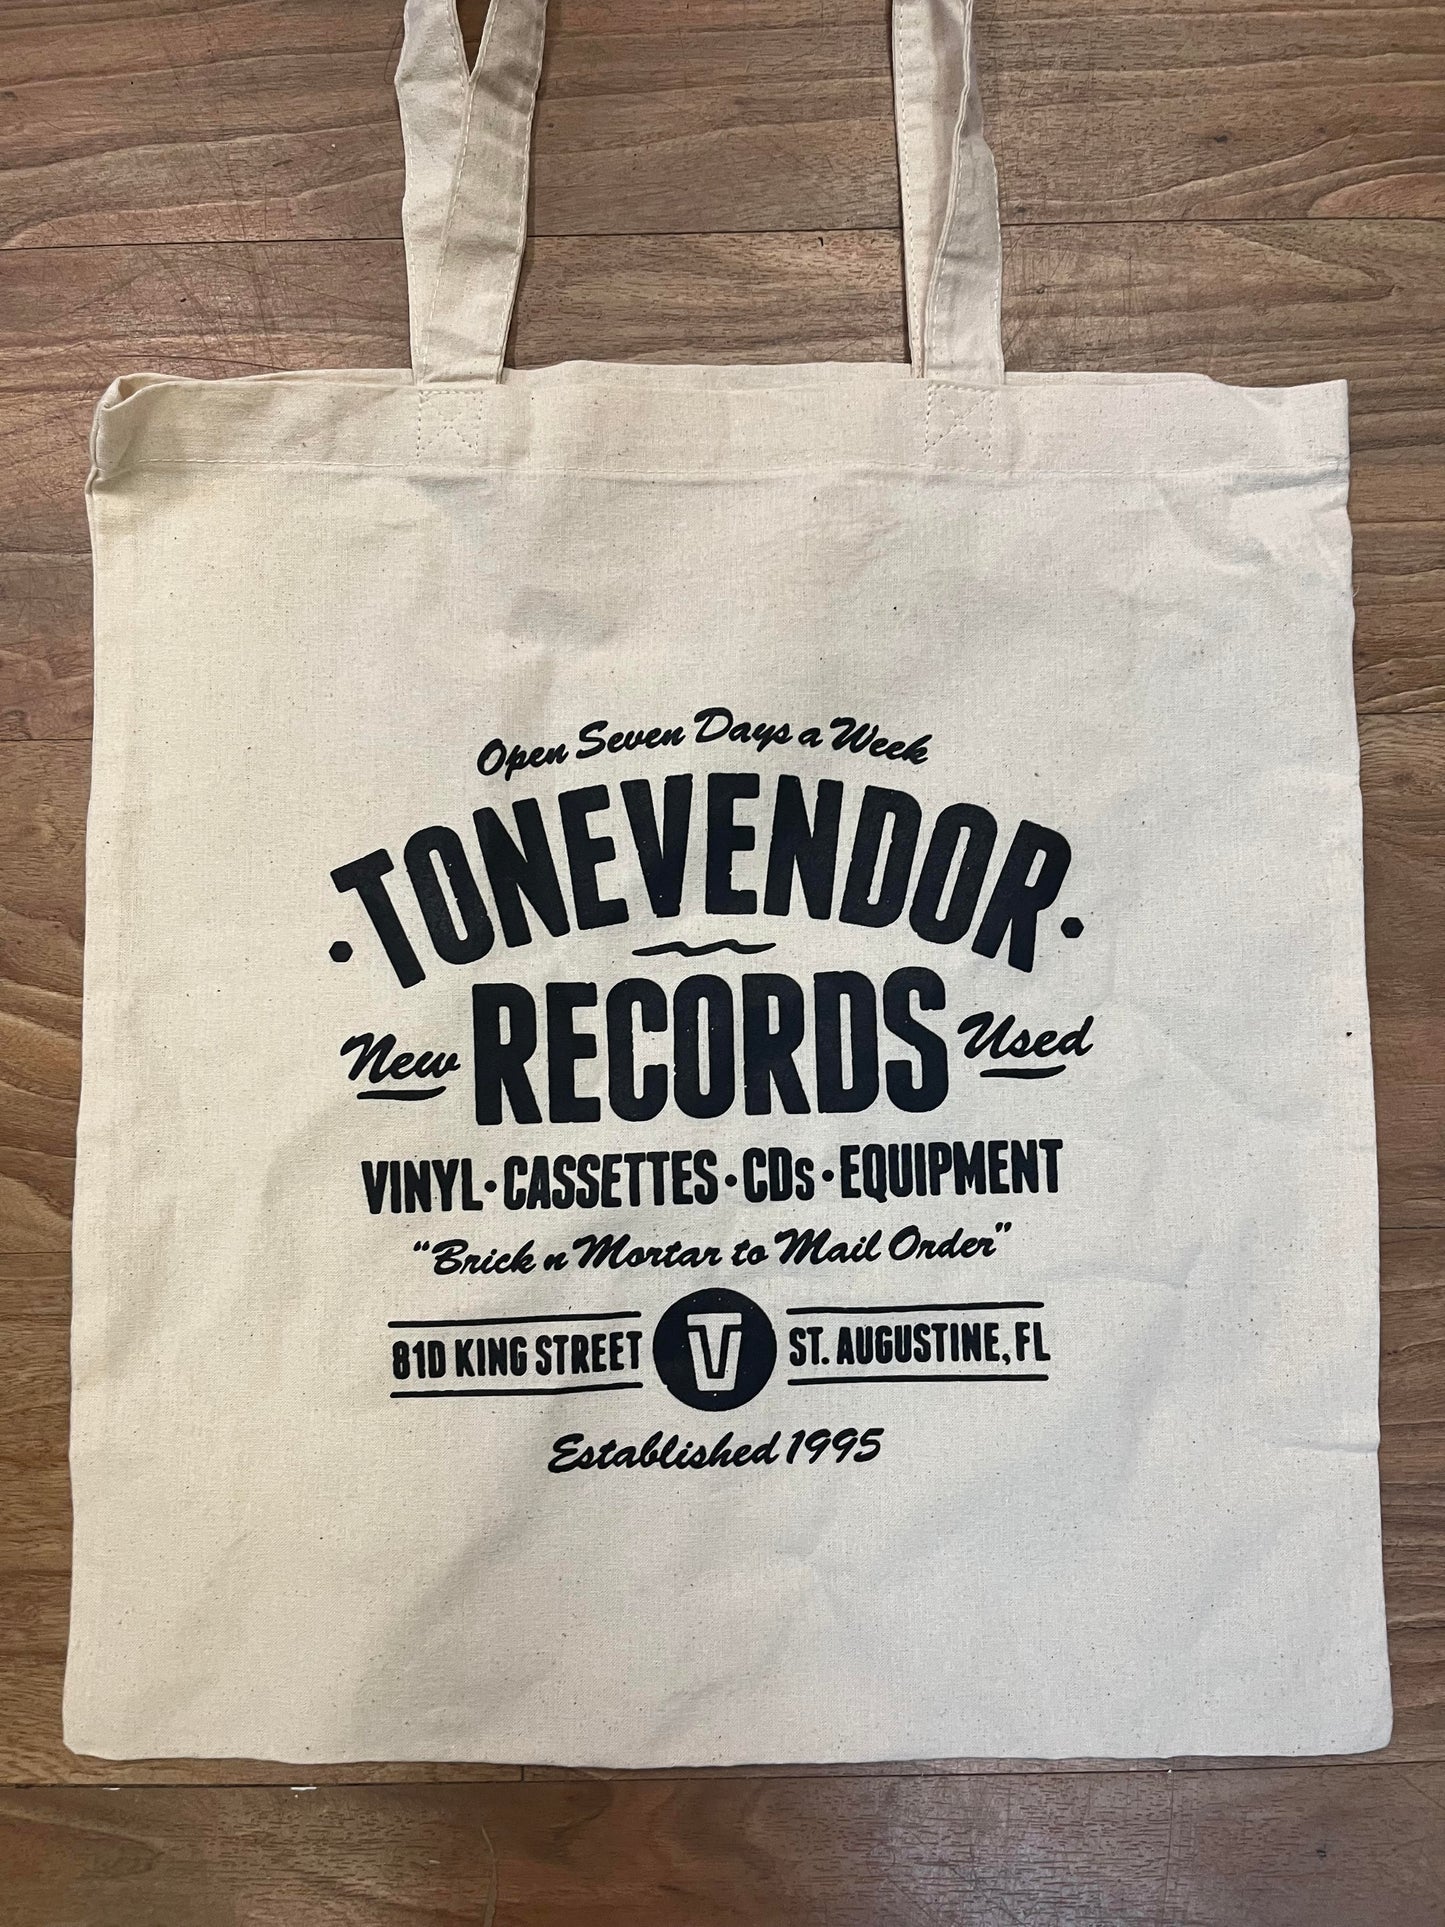 Open Seven Days a Week
·TONEVENDOR·
New RECORDS Used
VINYL·CASSETTES·CDs·EQUIPMENT
"Brick n Mortar to Mail Order"
81D KING STREET TV ST. AUGUSTINE, FL
Established 1995